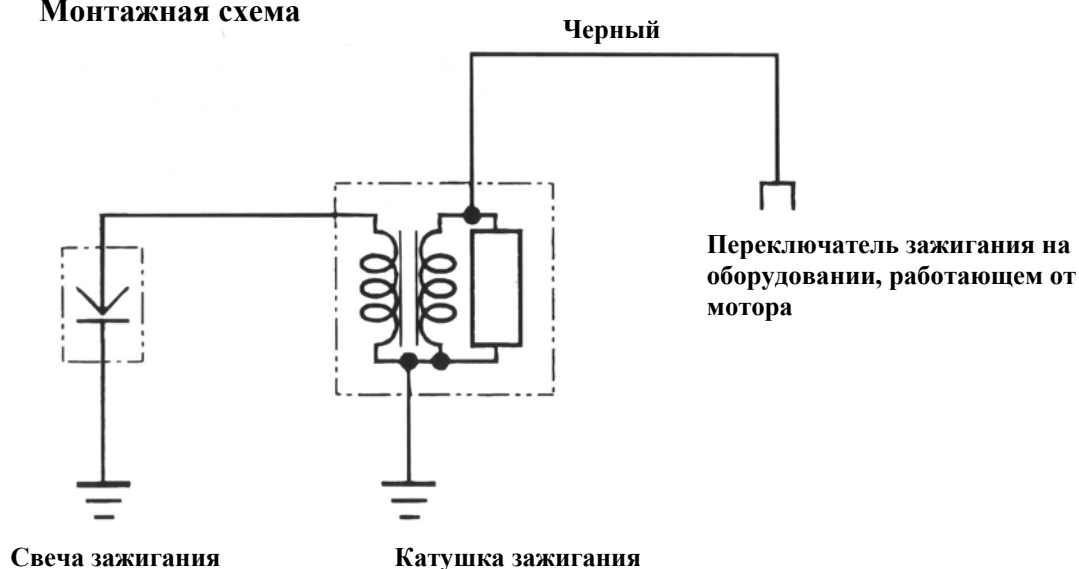 Монтажная схема
Черный
Переключатель зажигания на
оборудовании, работающем от
мотора
Свеча зажигания
Катушка зажигания